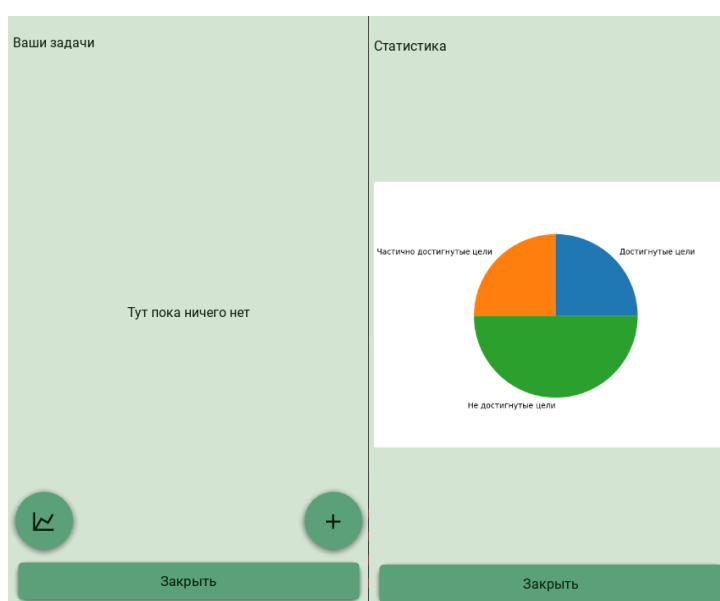 Ваши задачи
Тут пока ничего нет
Закрыть
Статистика
Частично достигнутые цели
Достигнутые цели
Не достигнутые цели
Закрыть